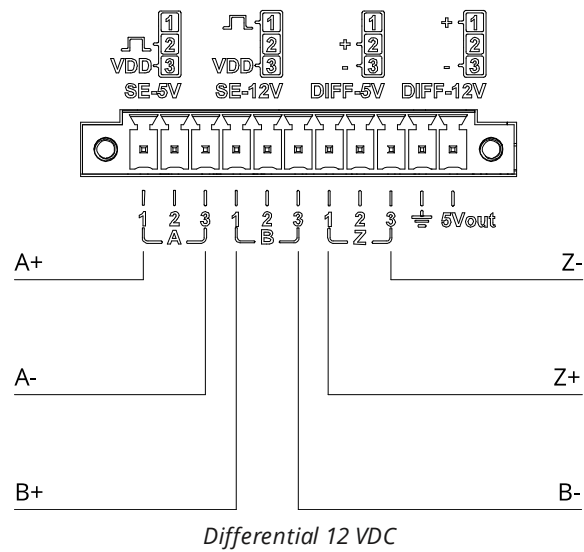 1 1 1 + 1
2 2 + 2 2
VDD 3 VDD 3 - 3 - 3
SE-5V SE-12V DIFF-5V DIFF-12V
1 2 3 1 2 3 1 2 3 5Vout
A B Z
A+ Z-
A- Z+
B+ B-
Differential 12 VDC